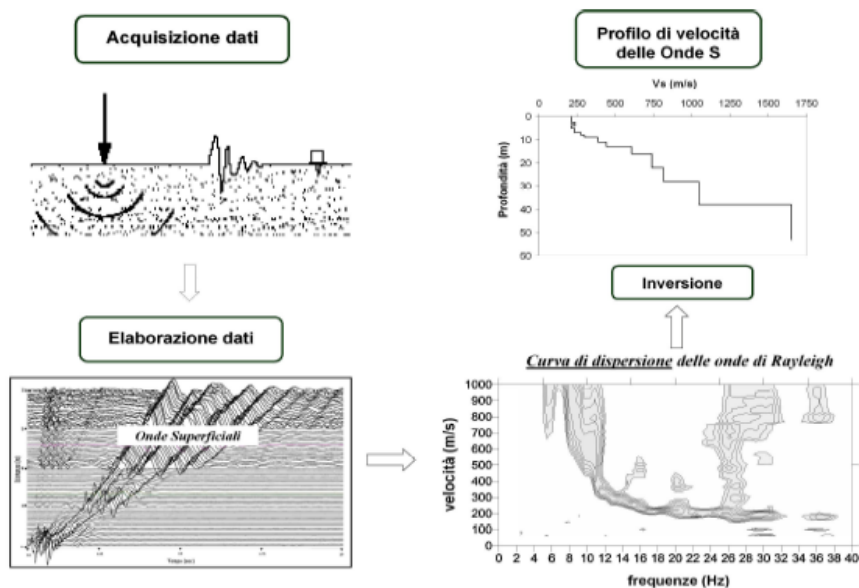 Acquisizione dati
Elaborazione dati
Onde Superficiali
Profilo di velocità
delle Onde S
Vs (m/s)
0 250 500 750 1000 1250 1500 1750
Profondità (m)
0
10
20
30
40
50
60
Inversione
Curva di dispersione delle onde di Rayleigh
velocità (m/s)
1000
900
800
700
600
500
400
300
200
100
0
0 2 4 6 8 10 12 14 16 18 20 22 24 26 28 30 32 34 36 38 40
frequenze (Hz)